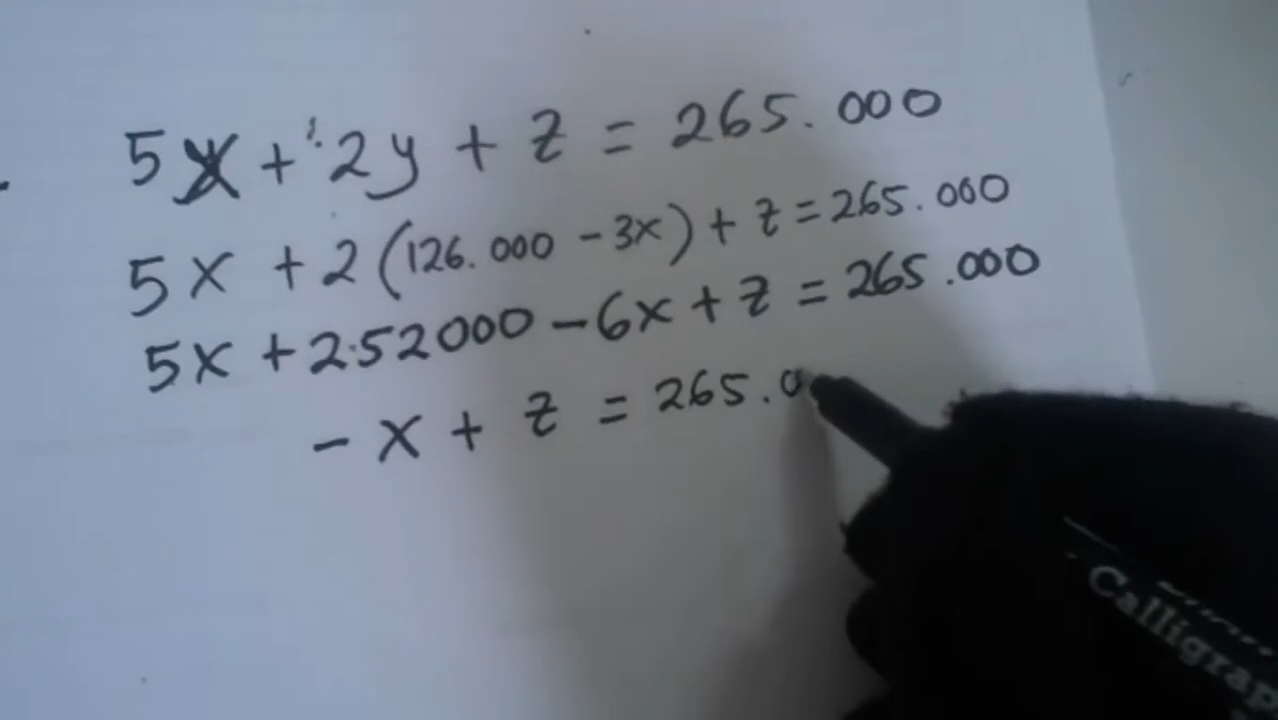 5x + 2y + z = 265.000
5x + 2(126.000 - 3x) + z = 265.000
5x + 252000 - 6x + z = 265.000
- x + z = 265.0
Calligrap